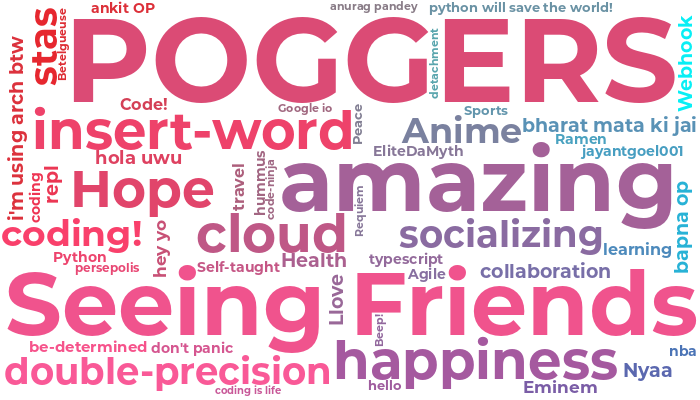 ankit OP
anurag pandey
python will save the world!
stas
Betelgeuse
POGGERS
detachment
Webhook
i'm using arch btw
Code!
Google io
Peace
Sports
insert-word
Anime
bharat mata ki jai
Ramen
hola uwu
EliteDaMyth
jayantgoel001
coding
repl
Hope
travel
hummus
code-ninja
amazing
Requiem
bapna op
coding!
hey yo
cloud
socializing
learning
Python
persepolis
Self-taught
Health
typescript
Agile
collaboration
Seeing Friends
Llove
Beep!
be-determined
don't panic
happiness
nba
double-precision
hello
Nyaa
coding is life
Eminem